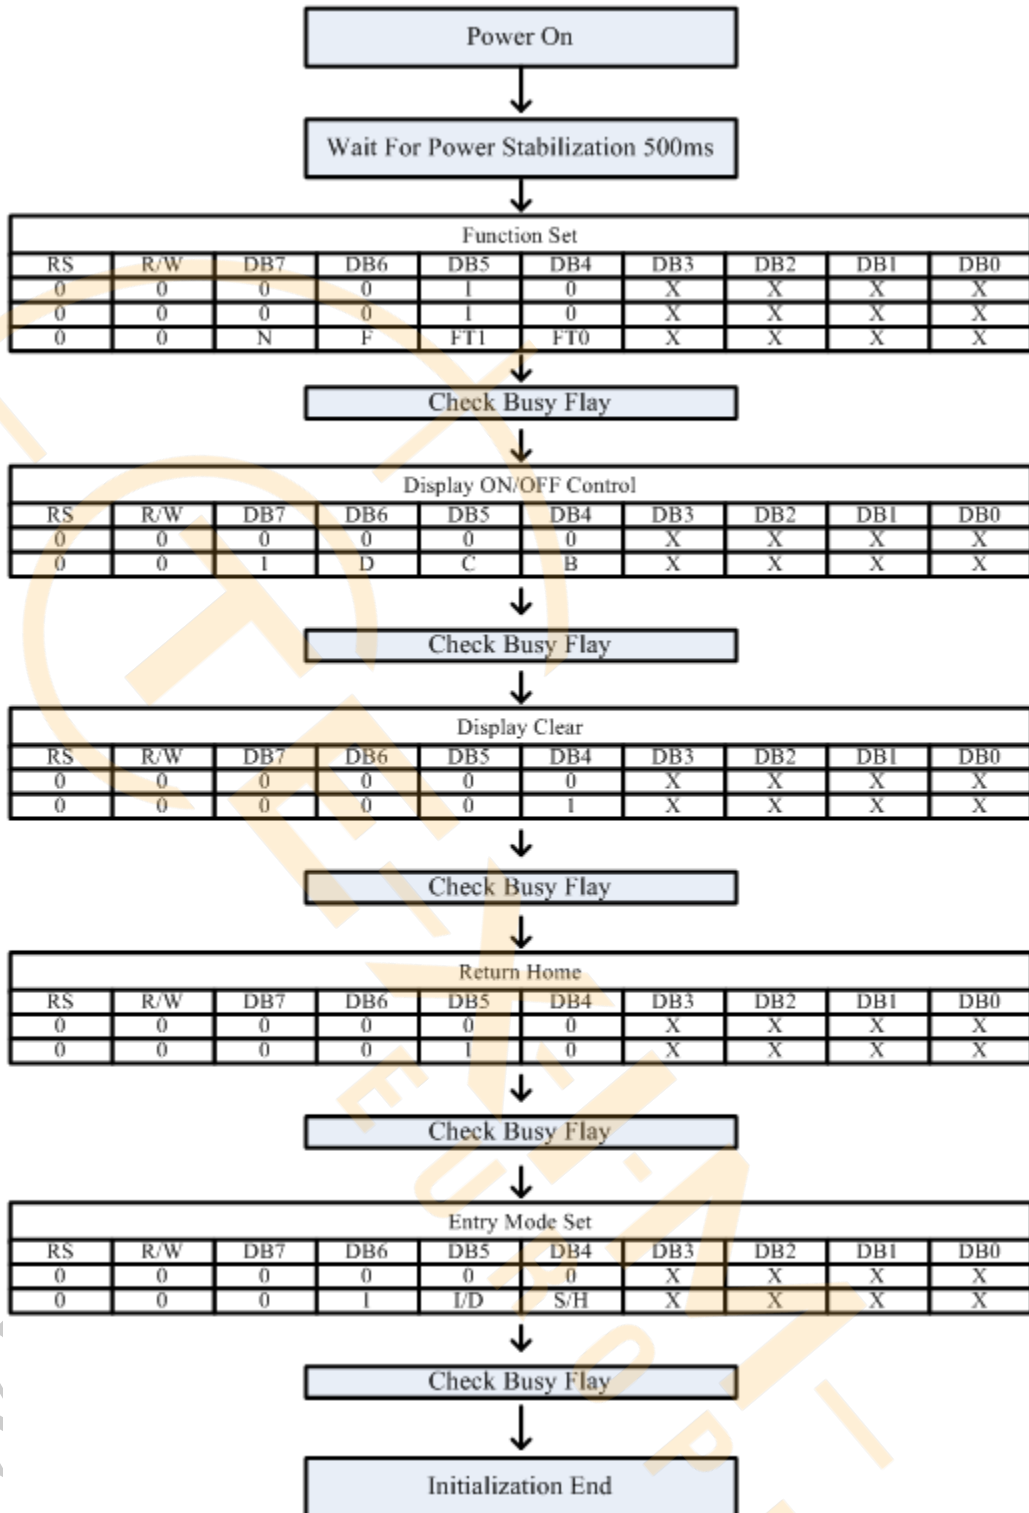 Power On
Wait For Power Stabilization 500ms
Function Set
RS R/W DB7 DB6 DB5 DB4 DB3 DB2 DB1 DB0
0 0 0 0 1 0 X X X X
0 0 0 0 1 0 X X X X
0 0 N F FT1 FT0 X X X X
Check Busy Flay
Display ON/OFF Control
RS R/W DB7 DB6 DB5 DB4 DB3 DB2 DB1 DB0
0 0 0 0 0 0 X X X X
0 0 1 D C B X X X X
Check Busy Flay
Display Clear
RS R/W DB7 DB6 DB5 DB4 DB3 DB2 DB1 DB0
0 0 0 0 0 0 X X X X
0 0 0 0 0 1 X X X X
Check Busy Flay
Return Home
RS R/W DB7 DB6 DB5 DB4 DB3 DB2 DB1 DB0
0 0 0 0 0 0 X X X X
0 0 0 0 1 0 X X X X
Check Busy Flay
Entry Mode Set
RS R/W DB7 DB6 DB5 DB4 DB3 DB2 DB1 DB0
0 0 0 0 0 0 X X X X
0 0 0 1 I/D S/H X X X X
Check Busy Flay
Initialization End